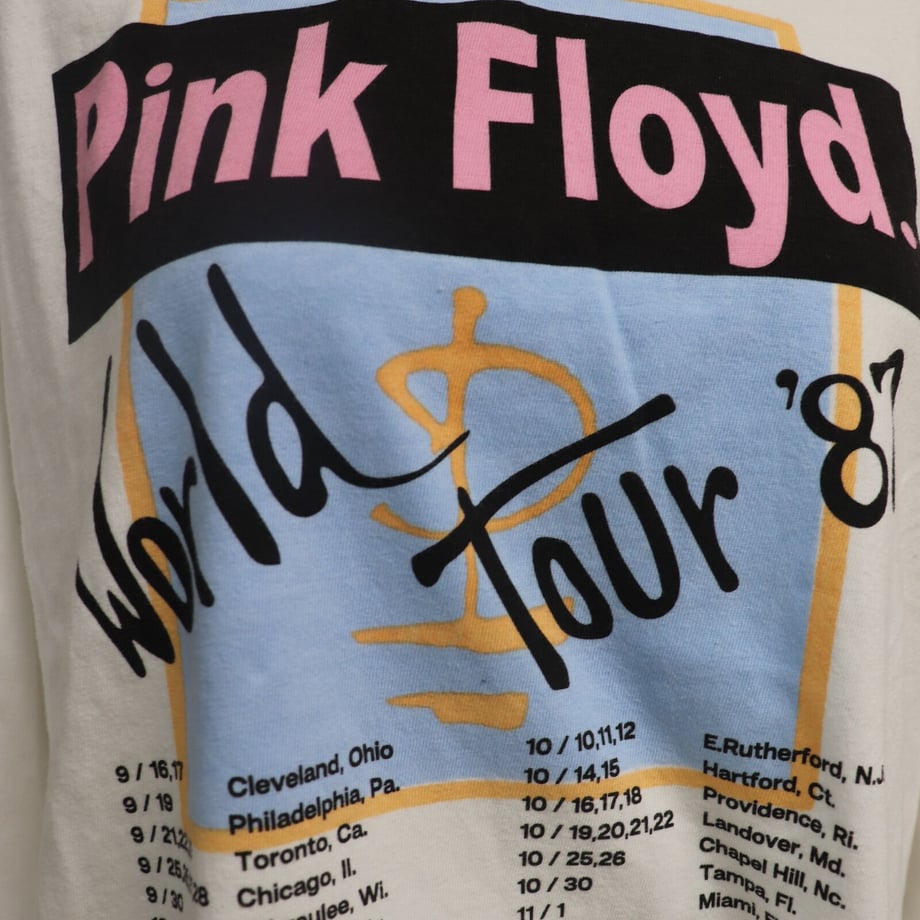 Pink Floyd.
World
Tour '87
9 / 16,17 Cleveland, Ohio
9 / 19 Philadelphia, Pa.
Toronto, Ca.
Chicago, Il.
9 / 30 Wi.
10 / 10,11,12 E.Rutherford, N.J
10 / 14,15 Hartford, Ct.
10 / 16,17,18 Providence, Ri.
10 / 19,20,21,22 Landover, Md.
10 / 25,26 Chapel Hill, Nc.
10 / 30 Tampa, Fl.
11 / 1 Miami,